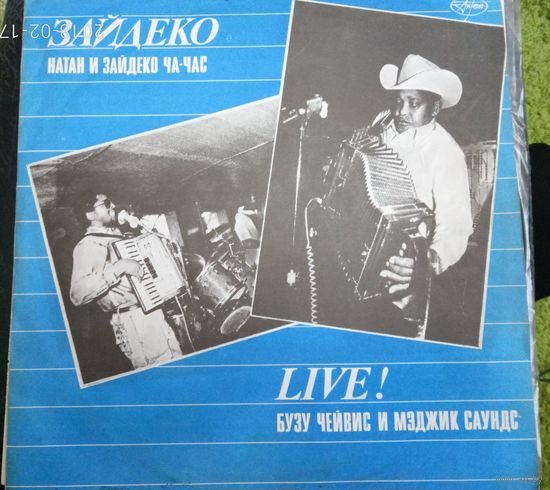 ЗАЙДЕКО
НАТАН И ЗАЙДЕКО ЧА-ЧАС
LIVE!
БУЗУ ЧЕЙВИС И МЭДЖИК САУНДС